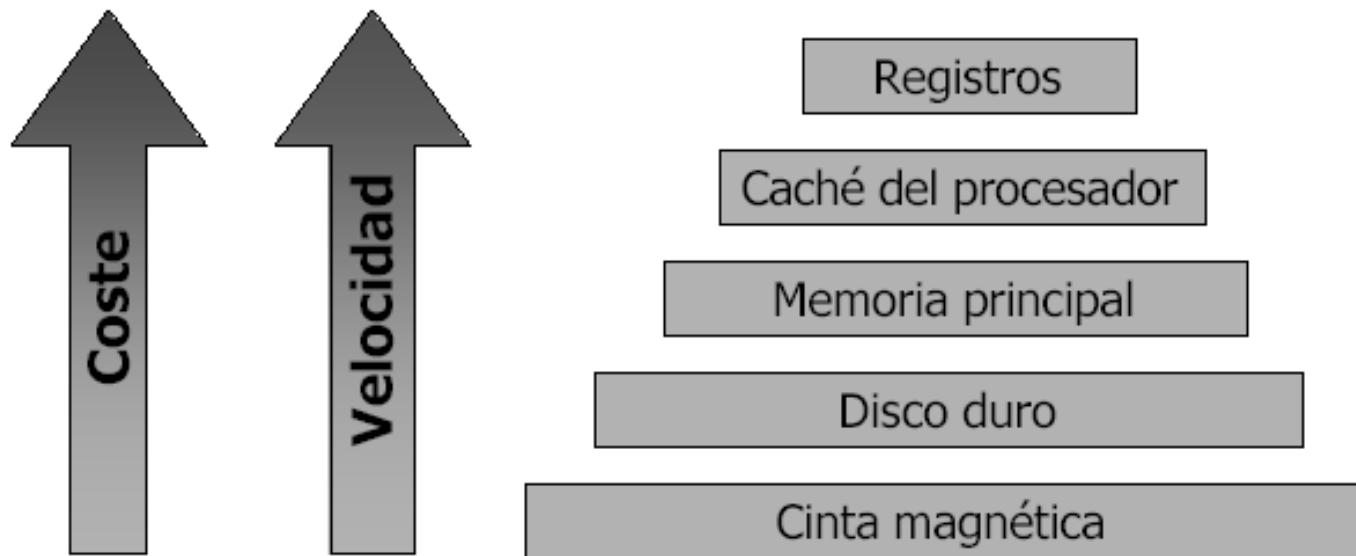 Coste
Velocidad
Registros
Caché del procesador
Memoria principal
Disco duro
Cinta magnética